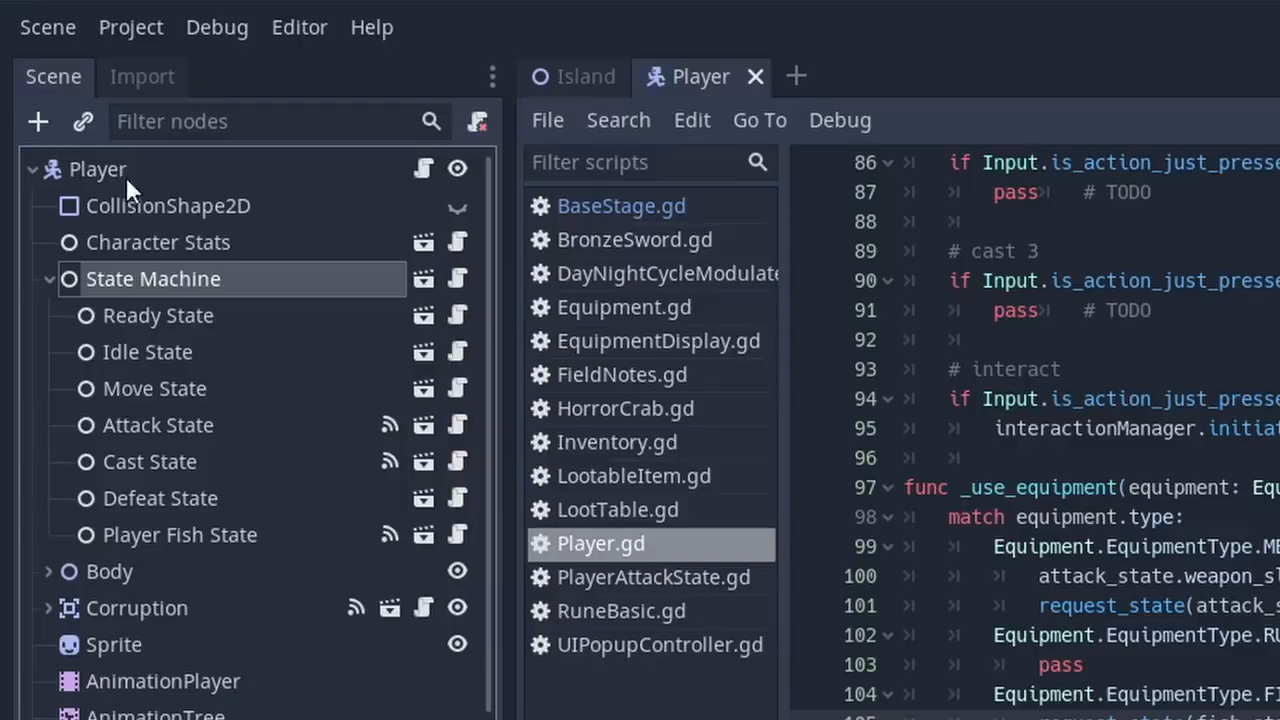 Scene Project Debug Editor Help
Scene Import
Filter nodes
Player
CollisionShape2D
Character Stats
State Machine
Ready State
Idle State
Move State
Attack State
Cast State
Defeat State
Player Fish State
Body
Corruption
Sprite
AnimationPlayer
AnimationTree
Island Player
File Search Edit Go To Debug
Filter scripts
BaseStage.gd
BronzeSword.gd
DayNightCycleModulate
Equipment.gd
EquipmentDisplay.gd
FieldNotes.gd
HorrorCrab.gd
Inventory.gd
LootableItem.gd
LootTable.gd
Player.gd
PlayerAttackState.gd
RuneBasic.gd
UIPopupController.gd
86 if Input.is_action_just_presse
87 pass # TODO
88
89 # cast 3
90 if Input.is_action_just_presse
91 pass # TODO
92
93 # interact
94 if Input.is_action_just_presse
95 interactionManager.initiat
96
97 func _use_equipment(equipment: Equ
98 match equipment.type:
99 Equipment.EquipmentType.ME
100 attack_state.weapon_sl
101 request_state(attack_s
102 Equipment.EquipmentType.RU
103 pass
104 Equipment.EquipmentType.FI